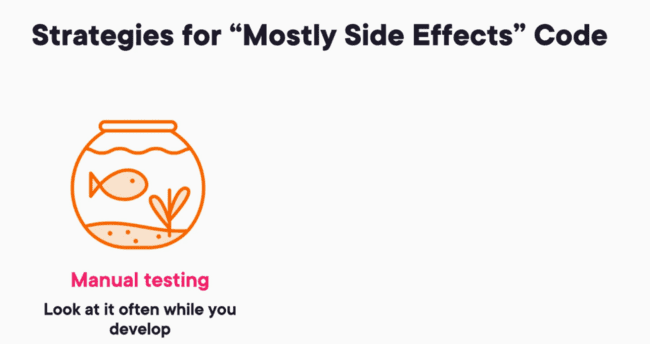 Strategies for “Mostly Side Effects” Code
Manual testing
Look at it often while you
develop